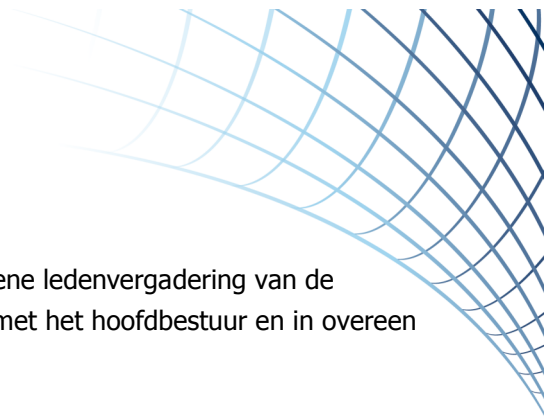 ene ledenvergadering van de
met het hoofdbestuur en in overeen